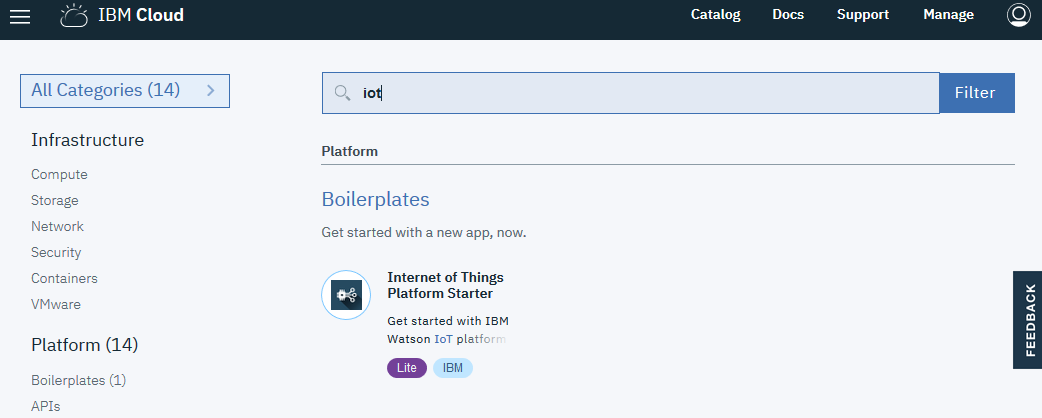 IBM Cloud
Catalog Docs Support Manage
All Categories (14)
Infrastructure
Compute
Storage
Network
Security
Containers
VMware
Platform (14)
Boilerplates (1)
APIs
iot
Filter
Platform
Boilerplates
Get started with a new app, now.
Internet of Things
Platform Starter
Get started with IBM
Watson IoT platform
Lite IBM
FEEDBACK